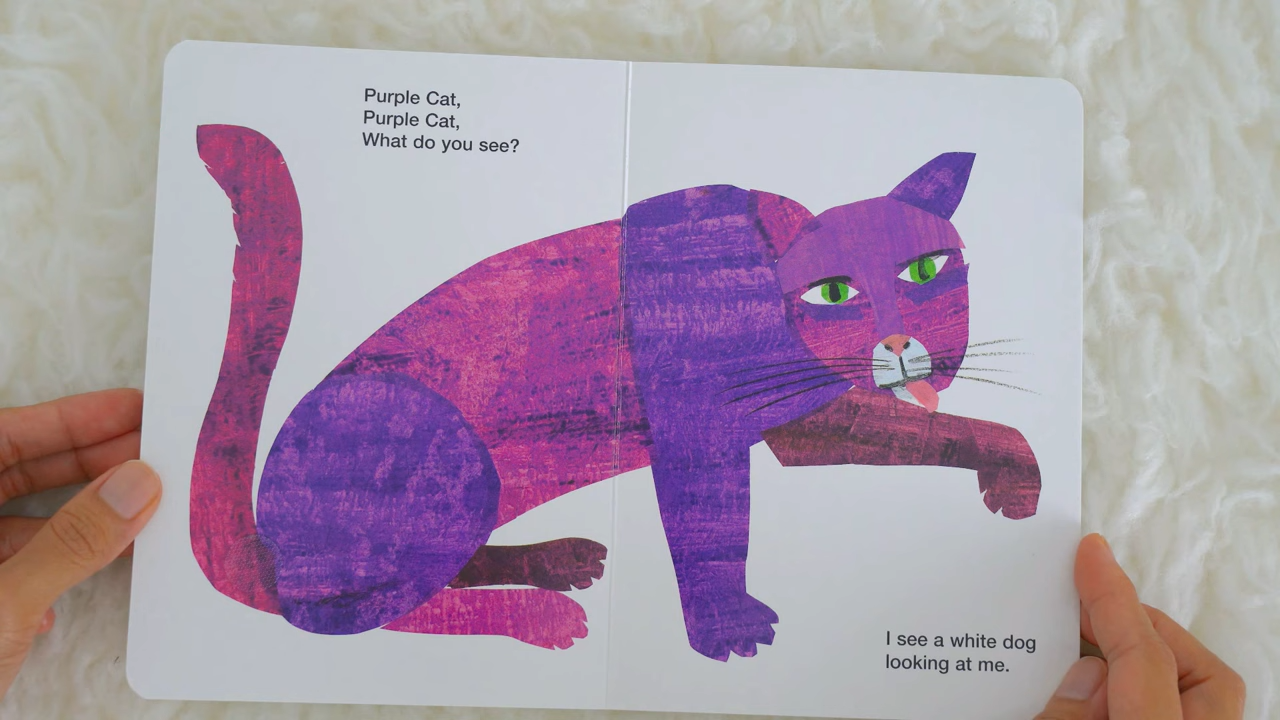 Purple Cat,
Purple Cat,
What do you see?
I see a white dog
looking at me.